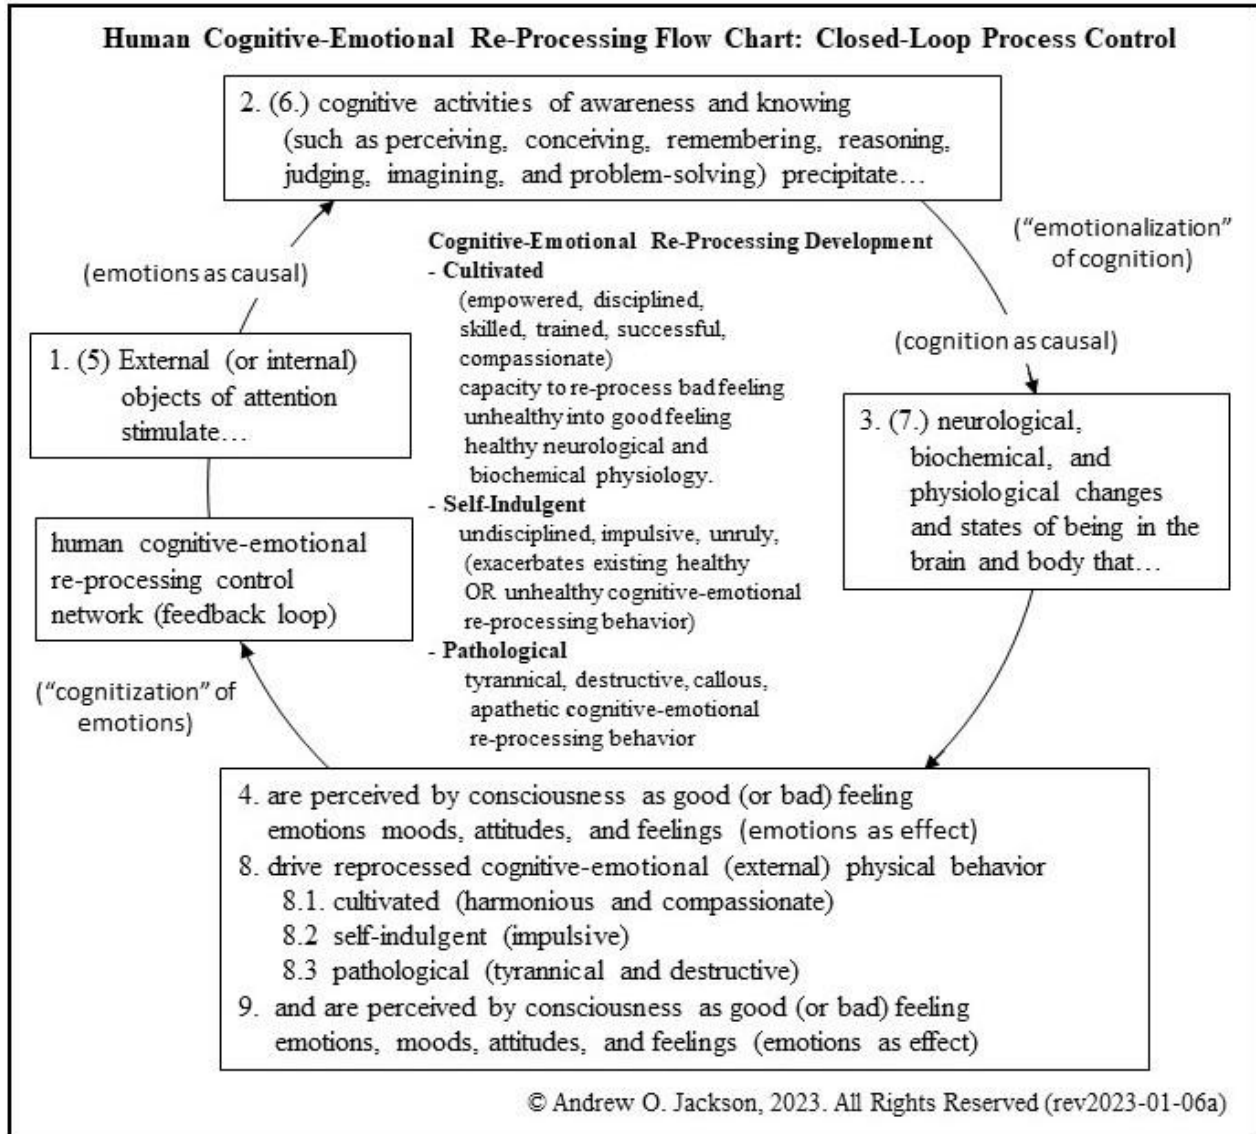 Human Cognitive-Emotional Re-Processing Flow Chart: Closed-Loop Process Control
2. (6.) cognitive activities of awareness and knowing
(such as perceiving, conceiving, remembering, reasoning,
judging, imagining, and problem-solving) precipitate…
(“emotionalization”
of cognition)
(emotions as causal)
(cognition as causal)
1. (5) External (or internal)
objects of attention
stimulate…
Cognitive-Emotional Re-Processing Development
- Cultivated
(empowered, disciplined,
skilled, trained, successful,
compassionate)
capacity to re-process bad feeling
unhealthy into good feeling
healthy neurological and
biochemical physiology.
- Self-Indulgent
undisciplined, impulsive, unruly,
(exacerbates existing healthy
OR unhealthy cognitive-emotional
re-processing behavior)
- Pathological
tyrannical, destructive, callous,
apathetic cognitive-emotional
re-processing behavior
3. (7.) neurological,
biochemical, and
physiological changes
and states of being in the
brain and body that…
human cognitive-emotional
re-processing control
network (feedback loop)
(“cognitization” of
emotions)
4. are perceived by consciousness as good (or bad) feeling
emotions moods, attitudes, and feelings (emotions as effect)
8. drive reprocessed cognitive-emotional (external) physical behavior
8.1. cultivated (harmonious and compassionate)
8.2 self-indulgent (impulsive)
8.3 pathological (tyrannical and destructive)
9. and are perceived by consciousness as good (or bad) feeling
emotions, moods, attitudes, and feelings (emotions as effect)
© Andrew O. Jackson, 2023. All Rights Reserved (rev2023-01-06a)